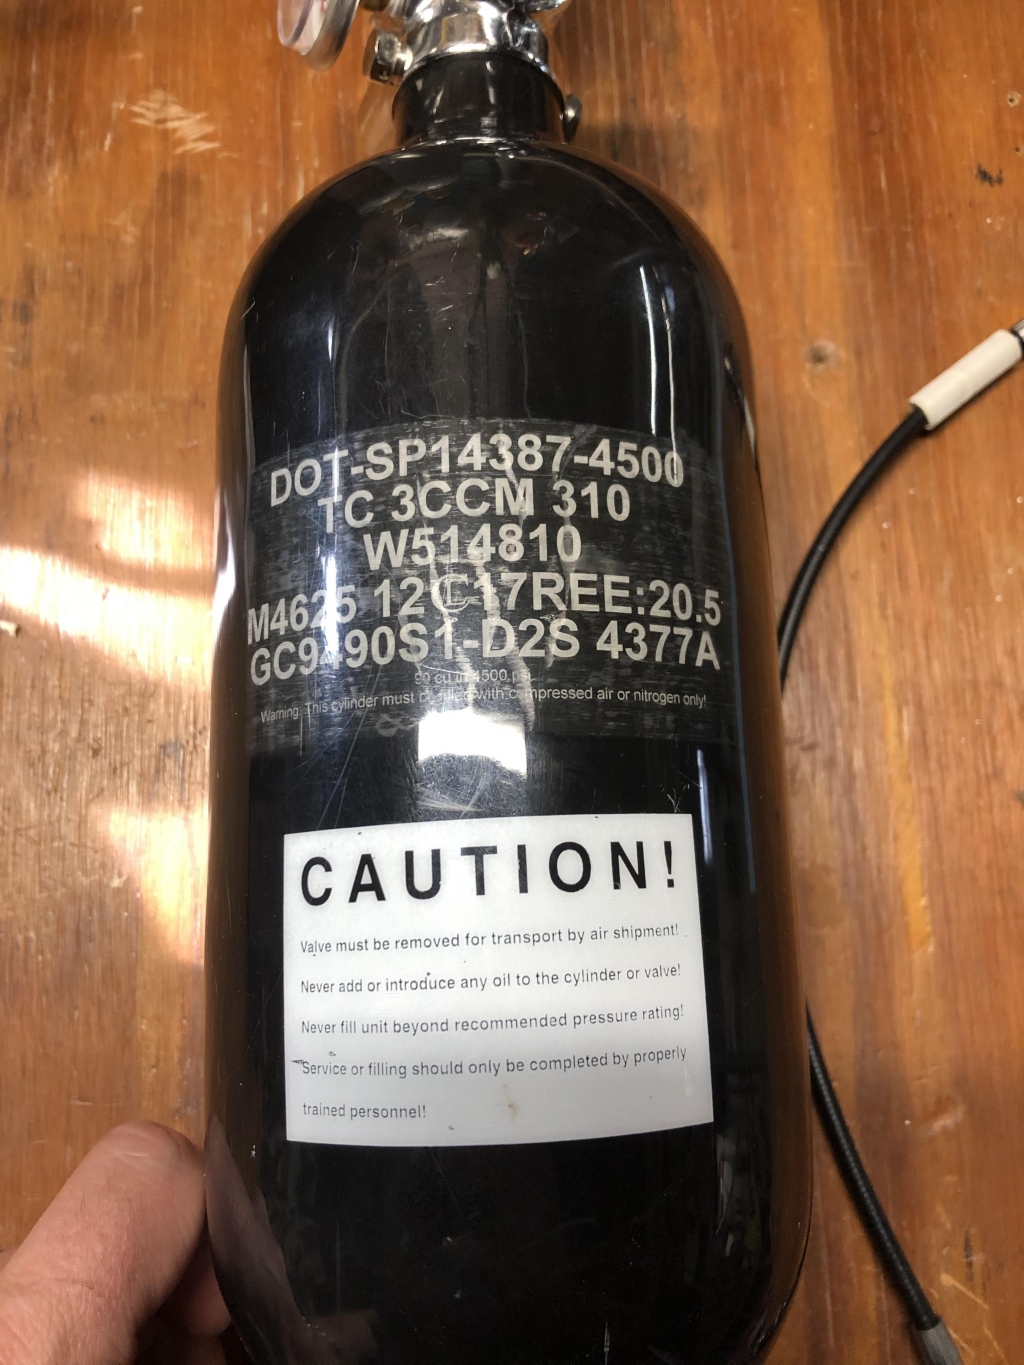 DOT-SP14387-4500
TC 3CCM 310
W514810
M4625 12C17REE:20.5
GC9490S1-D2S 4377A
90 cu in 4500 psi
Warning: This cylinder must be filled with compressed air or nitrogen only!
CAUTION!
Valve must be removed for transport by air shipment!
Never add or introduce any oil to the cylinder or valve!
Never fill unit beyond recommended pressure rating!
Service or filling should only be completed by properly
trained personnel!